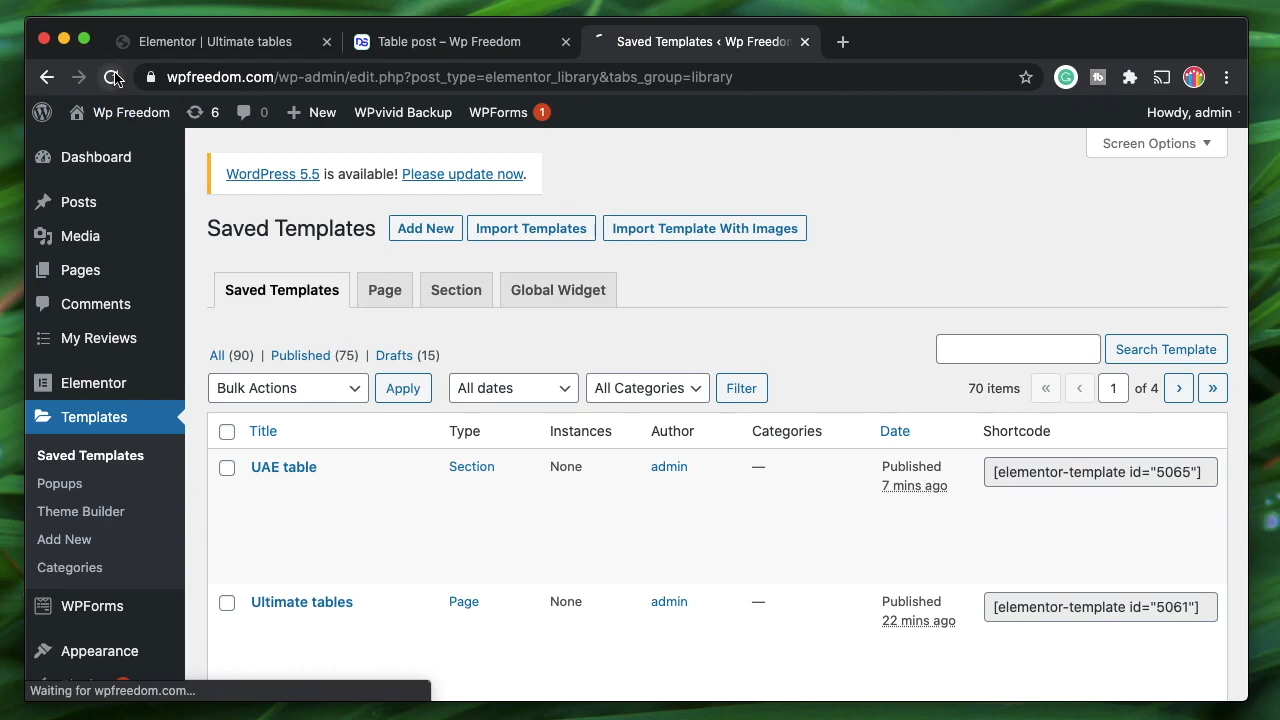 Elementor | Ultimate tables
Table post – Wp Freedom
Saved Templates ‹ Wp Freedom
wpfreedom.com/wp-admin/edit.php?post_type=elementor_library&tabs_group=library
Wp Freedom
6
0
New
WPvivid Backup
WPForms
1
Howdy, admin
Dashboard
Posts
Media
Pages
Comments
My Reviews
Elementor
Templates
Saved Templates
Popups
Theme Builder
Add New
Categories
WPForms
Appearance
Screen Options
WordPress 5.5 is available! Please update now.
Saved Templates
Add New
Import Templates
Import Template With Images
Saved Templates
Page
Section
Global Widget
All (90) | Published (75) | Drafts (15)
Search Template
Bulk Actions
Apply
All dates
All Categories
Filter
70 items
«
‹
1
of 4
›
»
Title
Type
Instances
Author
Categories
Date
Shortcode
UAE table
Section
None
admin
—
Published
7 mins ago
[elementor-template id="5065"]
Ultimate tables
Page
None
admin
—
Published
22 mins ago
[elementor-template id="5061"]
Waiting for wpfreedom.com...